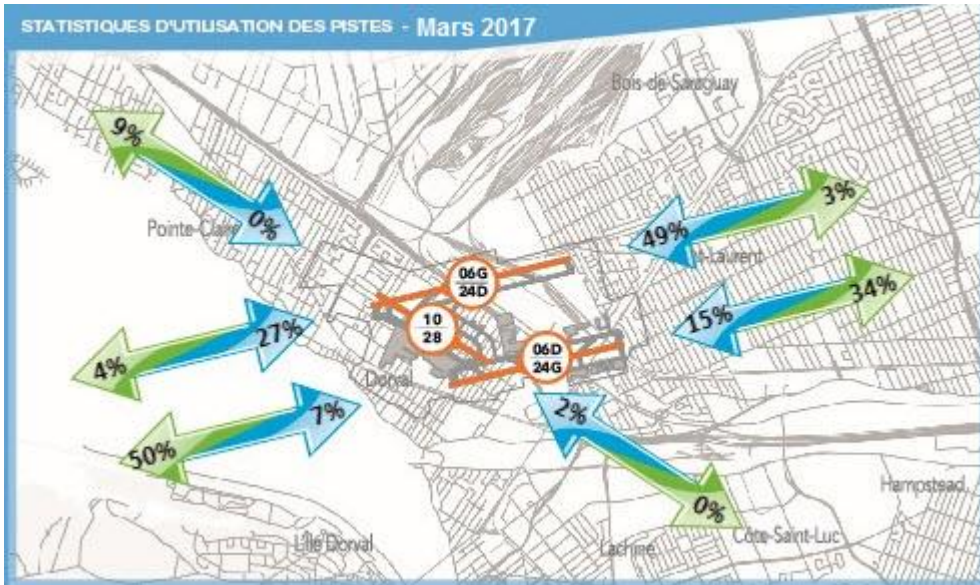 STATISTIQUES D'UTILISATION DES PISTES - Mars 2017
Bois-de-Saraguay
9%
0%
Pointe-Claire
49%
3%
t-Laurent
06G
24D
15%
34%
10
28
06D
24G
4%
27%
Dorval
50%
7%
2%
0%
Hampstead
L'Île Dorval
Lachine
Côte-Saint-Luc